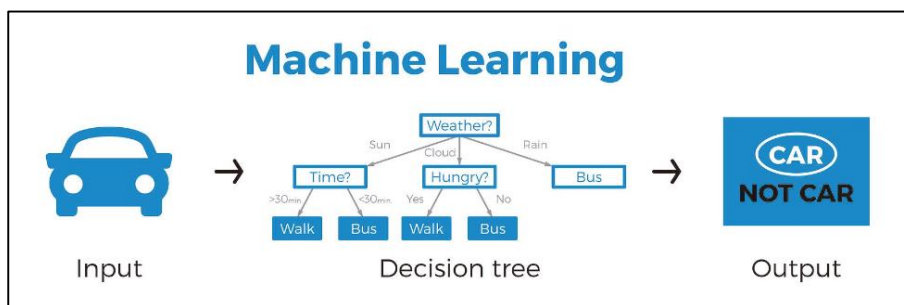 Machine Learning
Weather?
Sun
Cloud
Rain
Time?
Hungry?
Bus
>30min.
<30min.
Yes
No
Walk
Bus
Walk
Bus
CAR
NOT CAR
Input
Decision tree
Output